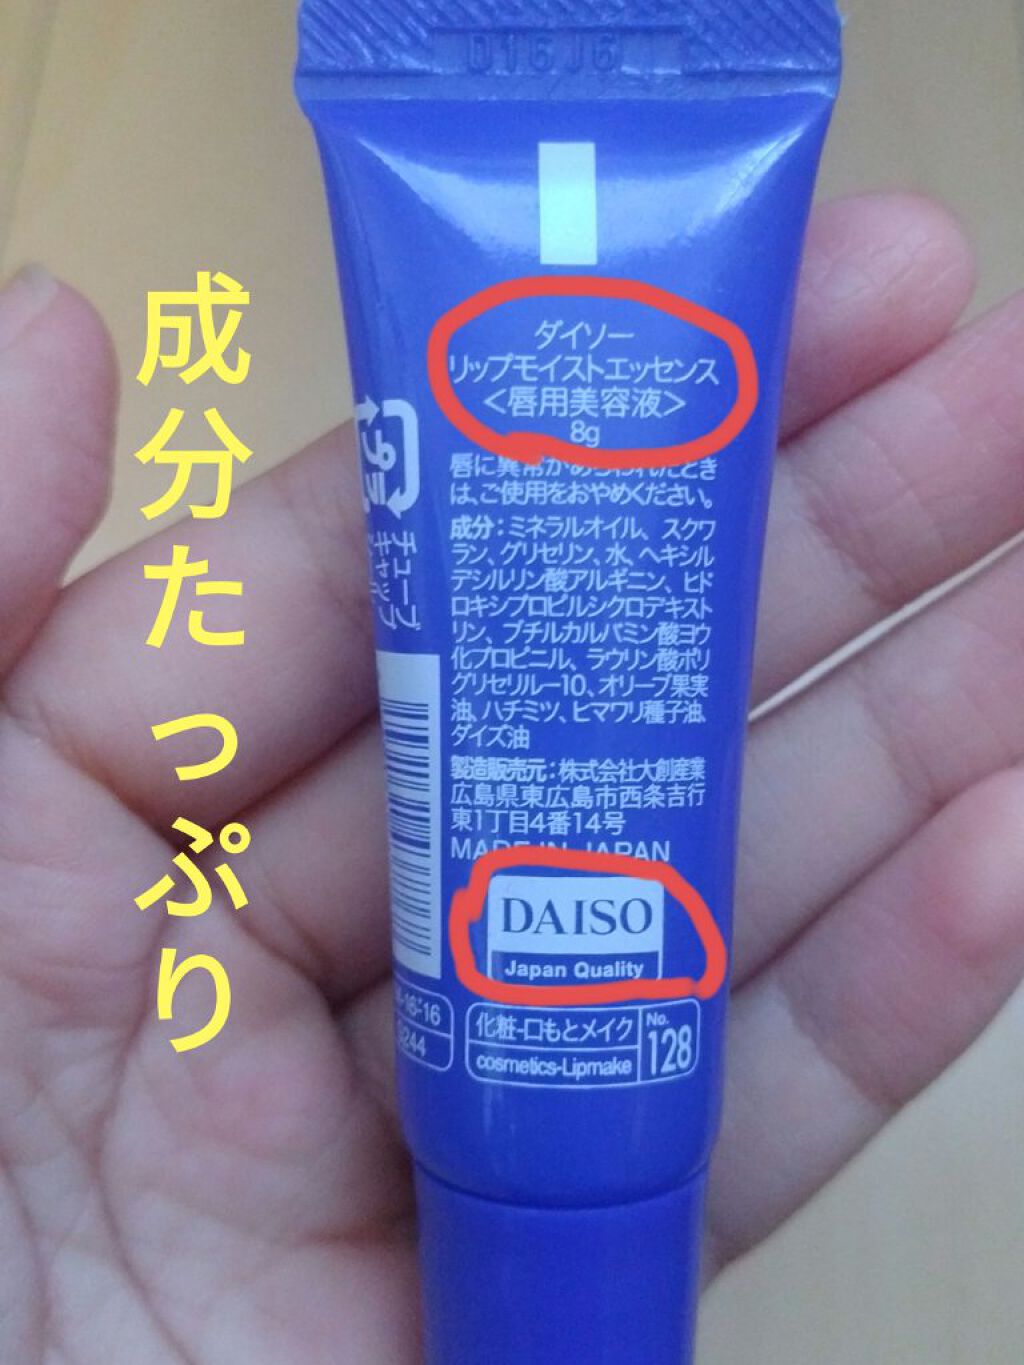 D16J6
成分たっぷり
ダイソー
リップモイストエッセンス
<唇用美容液>
8g
唇に異常があらわれたとき
は、ご使用をおやめください。
成分:ミネラルオイル、スクワ
ラン、グリセリン、水、ヘキシル
デシルリン酸アルギニン、ヒド
ロキシプロピルシクロデキスト
リン、ブチルカルバミン酸ヨウ
化プロピニル、ラウリン酸ポリ
グリセリル-10、オリーブ果実
油、ハチミツ、ヒマワリ種子油、
ダイズ油
製造販売元:株式会社大創産業
広島県東広島市西条吉行
東1丁目4番14号
MADE IN JAPAN
DAISO
Japan Quality
化粧-口もとメイク
cosmetics-Lipmake
No.
128
チューブ
キャップ